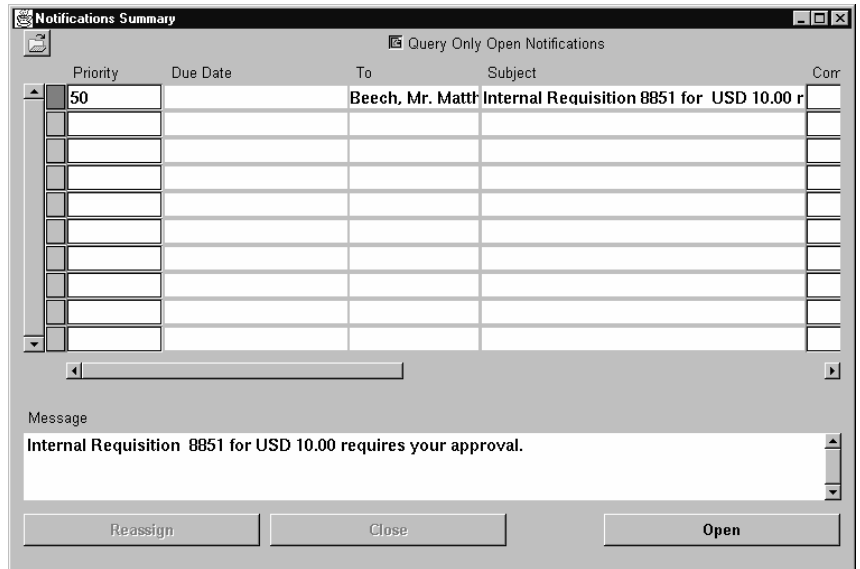 Notifications Summary
Query Only Open Notifications
Priority Due Date To Subject Com
50 Beech, Mr. Matth Internal Requisition 8851 for USD 10.00 r
Message
Internal Requisition 8851 for USD 10.00 requires your approval.
Reassign Close Open